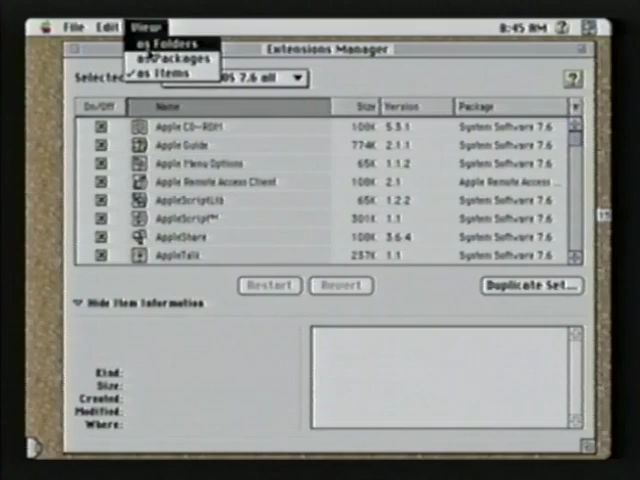 File Edit View 8:45 AM
as Folders
as Packages
✓as Items
Extensions Manager
Selected OS 7.6 all
On/Off Name Size Version Package
Apple CD-ROM 108K 5.3.1 System Software 7.6
Apple Guide 774K 2.1.1 System Software 7.6
Apple Menu Options 65K 1.1.2 System Software 7.6
Apple Remote Access Client 108K 2.1 Apple Remote Access ...
AppleScriptLib 65K 1.2.2 System Software 7.6
AppleScript™ 301K 1.1 System Software 7.6
AppleShare 108K 3.6.4 System Software 7.6
AppleTalk 237K 1.1 System Software 7.6
Restart Revert Duplicate Set...
Hide Item Information
Kind:
Size:
Created:
Modified:
Where: